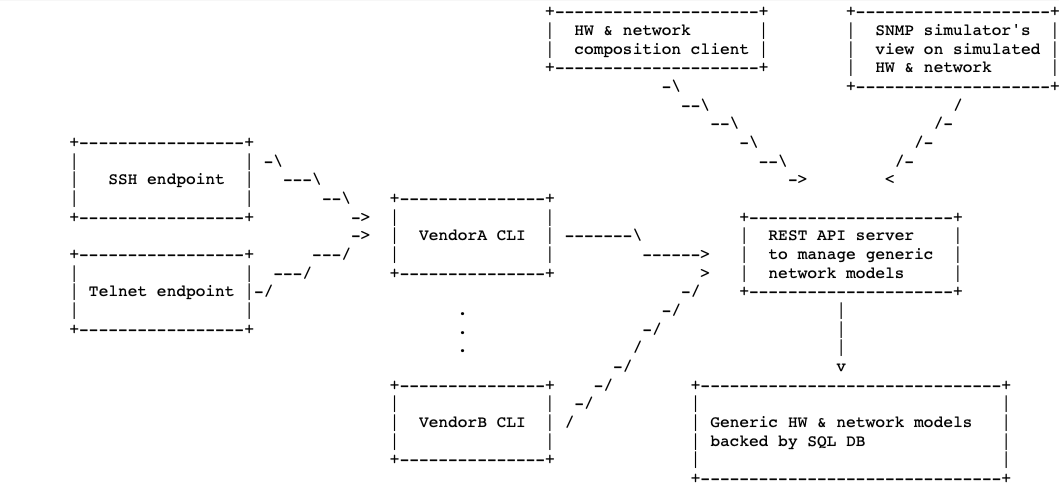 HW & network
composition client
SNMP simulator's
view on simulated
HW & network
SSH endpoint
Telnet endpoint
VendorA CLI
VendorB CLI
REST API server
to manage generic
network models
Generic HW & network models
backed by SQL DB